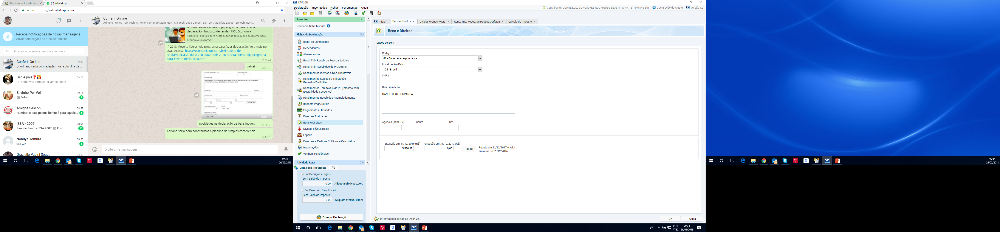 Windows — Receita Fede
(5) WhatsApp
Seguro
https://web.whatsapp.com
Conferir On line
Adriano - Unica - Six Tech, Antonio, Fernando Marangon - Six Tech, Jose Carlos - Six Tech, Maurício Lucas - Sixtech, Reyn...
Receba notificações de novas mensagens
Ativar notificações na área de trabalho
Procurar ou começar uma nova conversa
Conferir On line
09:32
Adriano seria bom adaptarmos a planilha de ...
Giih e pais
09:20
então vou começar a ver de nos 2
Silvinho Per Voi
09:14
Foto
2
Amigos Sescon
08:57
Humberto: Este poema bonito é para aquele...
1
IESA - 2007
08:56
Simone Santos IESA 2007: Foto
11
Nobuya Yomura
08:55
GIF
1
Grazielle Pacini Segeti
08:50
IR 2018: Receita libera hoje programa para fazer a
declaração - Imposto de renda - UOL Economia
A Receita Federal libera nesta segunda-feira (26) o programa para
economia.uol.com.br
IR 2018: Receita libera hoje programa para fazer declaração. Veja mais no
UOL. Acesse: https://economia.uol.com.br/imposto-de-
renda/noticias/redacao/2018/02/26/ir-2018-receita-libera-hoje-programa-
para-fazer-a-declaracao.htm
05:59
baixei
09:31
Discriminação
09:31
novidades na declaração de bens inoveis
09:32
Adriano seria bom adaptarmos a planilha de simples conferencia
09:32
Digite uma mensagem
09:34
26/02/2018
IRPF 2018
Declaração Importações Fichas Ferramentas Ajuda
Contribuinte: JORGE LUIZ GONCALVES RODRIGUES SEGETI - (CPF: 151.440.948-80)
Declaração de Ajuste
Versão 1.0
Favoritos
Nenhuma ficha favorita
Fichas da Declaração
Ident. do Contribuinte
Dependentes
Alimentandos
Rend. Trib. Receb. de Pessoa Jurídica
Rend. Trib. Recebidos de PF/Exterior
Rendimentos Isentos e Não Tributáveis
Rendimentos Sujeitos à Tributação
Exclusiva/Definitiva
Rendimentos Tributáveis de PJ (Imposto com
Exigibilidade Suspensa)
Rendimentos Recebidos Acumuladamente
Imposto Pago/Retido
Pagamentos Efetuados
Doações Efetuadas
Bens e Direitos
Dívidas e Ônus Reais
Espólio
Doações a Partidos Políticos e Candidatos
Importações
Verificar Pendências
Atividade Rural
Opção pela Tributação:
Por Deduções Legais
Sem Saldo de Imposto
0,00
Alíquota efetiva: 0,00%
Por Desconto Simplificado
Sem Saldo de Imposto
0,00
Alíquota efetiva: 0,00%
Entregar Declaração
Início
Bens e Direitos
Dívidas e Ônus Reais
Rend. Trib. Receb. de Pessoa Jurídica
Cálculo do Imposto
Bens e Direitos
Dados do Bem
Código
41 - Caderneta de poupança.
Localização (País)
105 - Brasil
CNPJ
Discriminação
BANCO ITAU POUPANCA
Agência (sem DV)
Conta
DV
Situação em 31/12/2016 (R$)
5.530,38
Situação em 31/12/2017 (R$)
0,00
Repetir
Repete em 31/12/2017 o valor
em reais de 31/12/2016
Informações salvas às 09:34:25.
OK
Ajuda
POR
PTB2
09:34
26/02/2018
09:34
26/02/2018